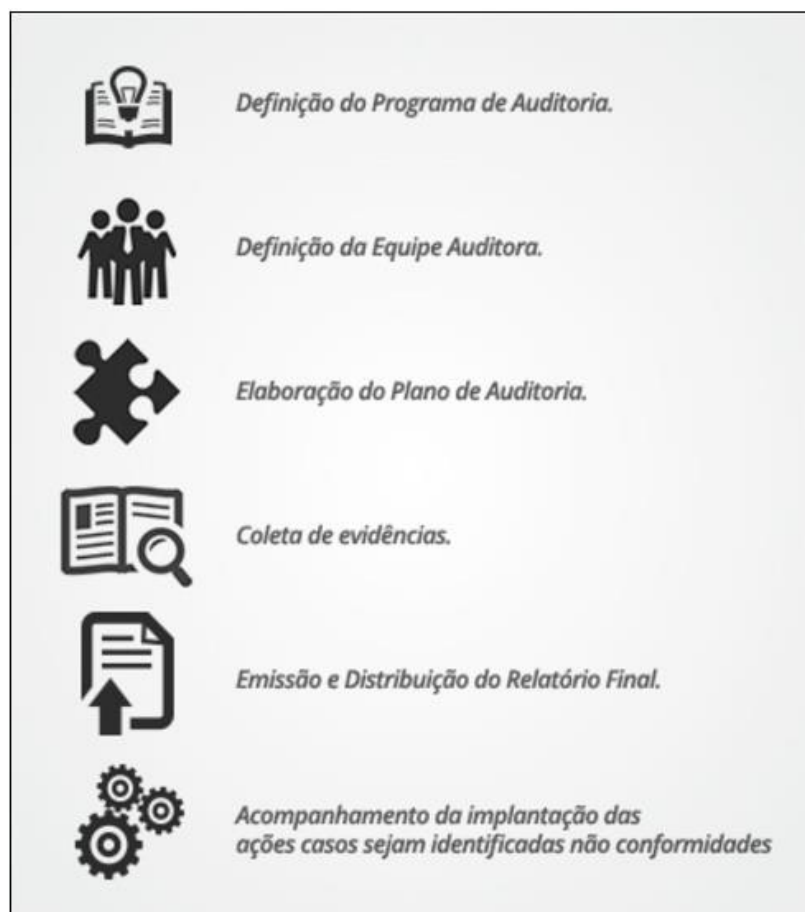 Definição do Programa de Auditoria.
Definição da Equipe Auditora.
Elaboração do Plano de Auditoria.
Coleta de evidências.
Emissão e Distribuição do Relatório Final.
Acompanhamento da implantação das
ações casos sejam identificadas não conformidades